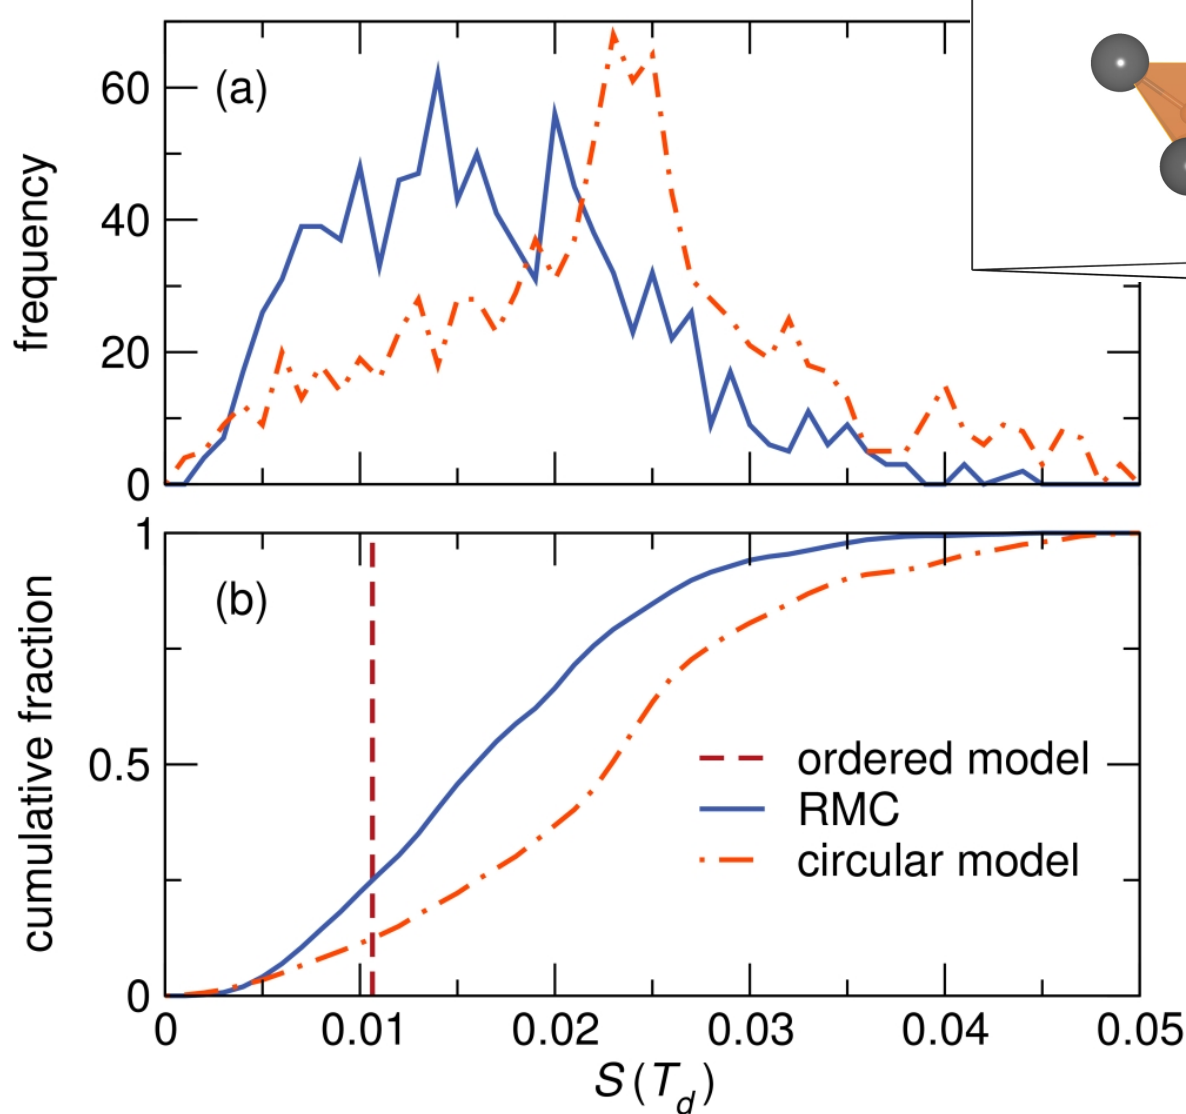 (a)
60
40
20
0
frequency
1
(b)
0.5
0
cumulative fraction
ordered model
RMC
circular model
0 0.01 0.02 0.03 0.04 0.05
S(T_d)